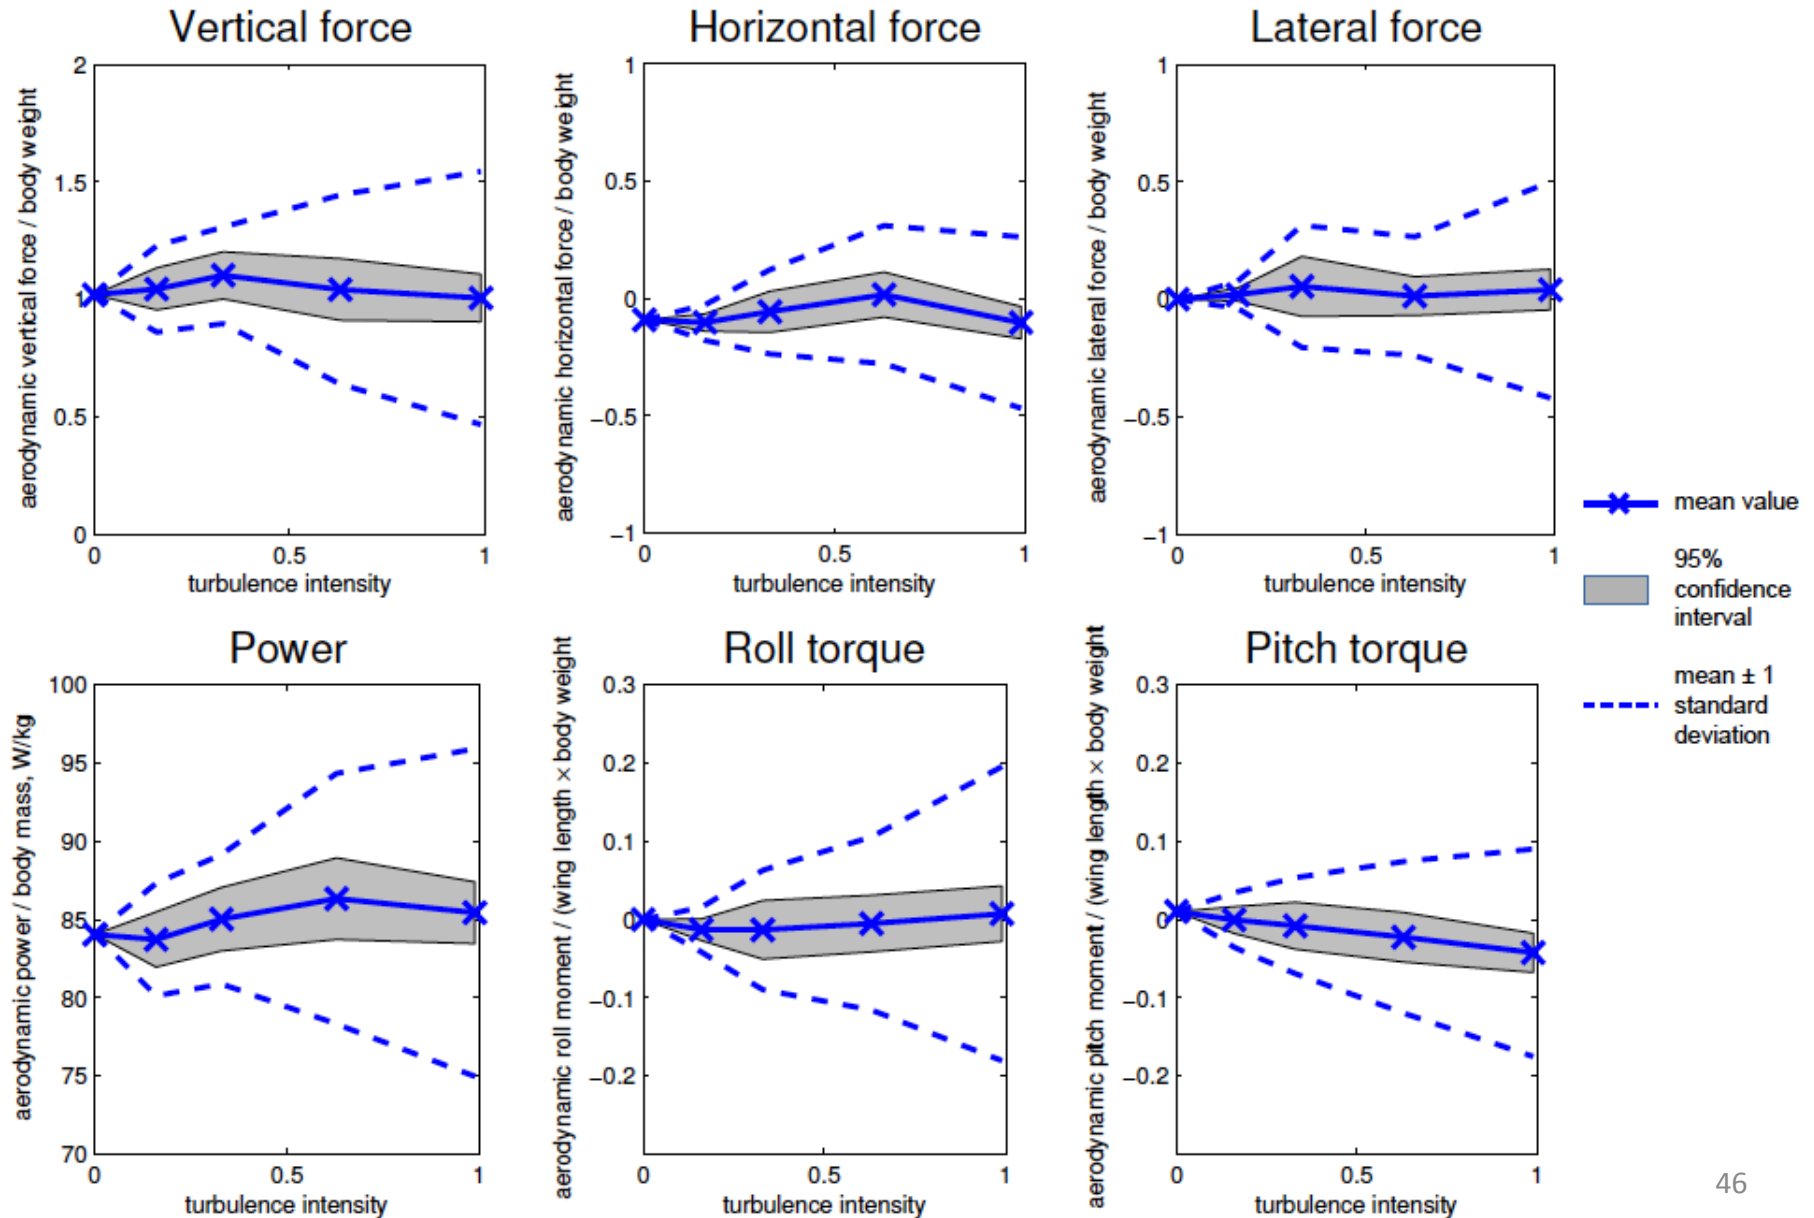 Vertical force
2
1.5
1
0.5
0
0
0.5
1
aerodynamic vertical force / body weight
turbulence intensity
Horizontal force
1
0.5
0
−0.5
−1
0
0.5
1
aerodynamic horizontal force / body weight
turbulence intensity
Lateral force
1
0.5
0
−0.5
−1
0
0.5
1
aerodynamic lateral force / body weight
turbulence intensity
mean value
95%
confidence
interval
mean ± 1
standard
deviation
Power
100
95
90
85
80
75
70
0
0.5
1
aerodynamic power / body mass, W/kg
turbulence intensity
Roll torque
0.3
0.2
0.1
0
−0.1
−0.2
0
0.5
1
aerodynamic roll moment / (wing length × body weight
turbulence intensity
Pitch torque
0.3
0.2
0.1
0
−0.1
−0.2
0
0.5
1
aerodynamic pitch moment / (wing length × body weight
turbulence intensity
46